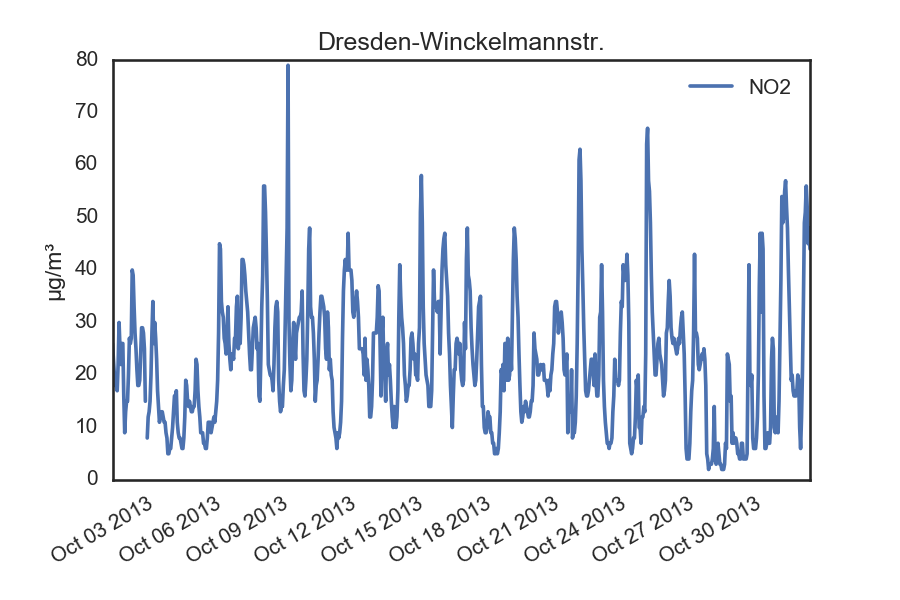 Dresden-Winckelmannstr.
NO2
µg/m³
80
70
60
50
40
30
20
10
0
Oct 03 2013
Oct 06 2013
Oct 09 2013
Oct 12 2013
Oct 15 2013
Oct 18 2013
Oct 21 2013
Oct 24 2013
Oct 27 2013
Oct 30 2013